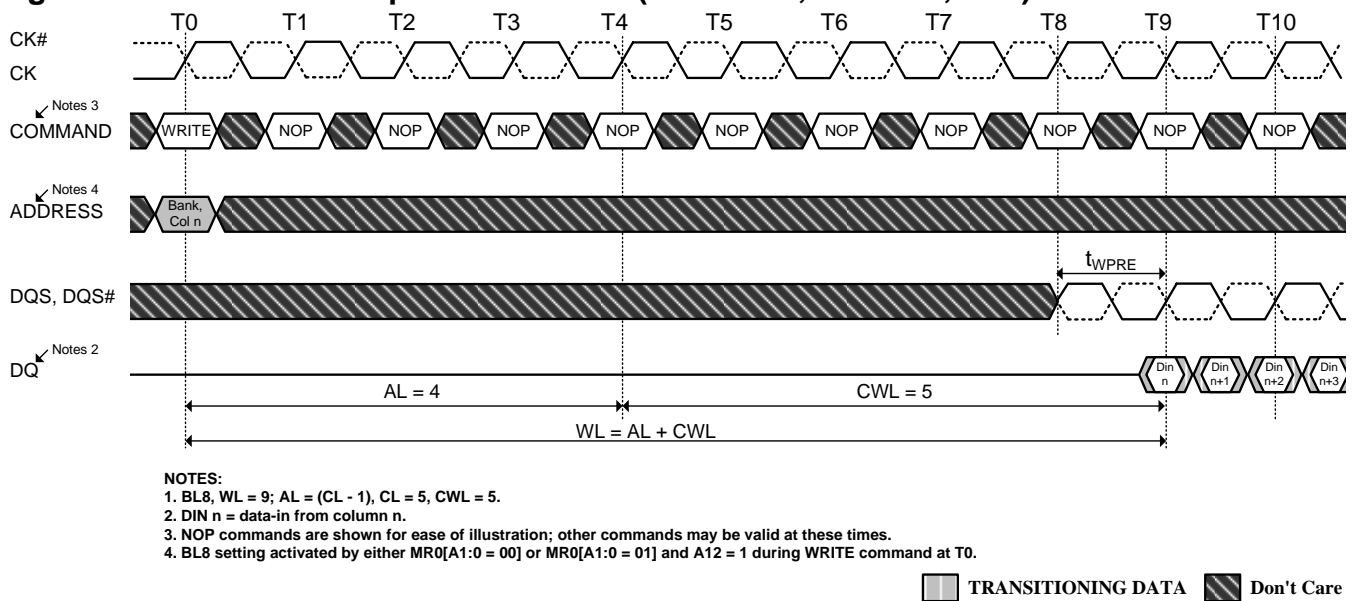 T0 T1 T2 T3 T4 T5 T6 T7 T8 T9 T10
CK#
CK
Notes 3
COMMAND
WRITE NOP NOP NOP NOP NOP NOP NOP NOP NOP NOP
Notes 4
ADDRESS
Bank,
Col n
tWPRE
DQS, DQS#
Notes 2
DQ
Din Din Din Din
n n+1 n+2 n+3
AL = 4 CWL = 5
WL = AL + CWL
NOTES:
1. BL8, WL = 9; AL = (CL - 1), CL = 5, CWL = 5.
2. DIN n = data-in from column n.
3. NOP commands are shown for ease of illustration; other commands may be valid at these times.
4. BL8 setting activated by either MR0[A1:0 = 00] or MR0[A1:0 = 01] and A12 = 1 during WRITE command at T0.
TRANSITIONING DATA Don't Care